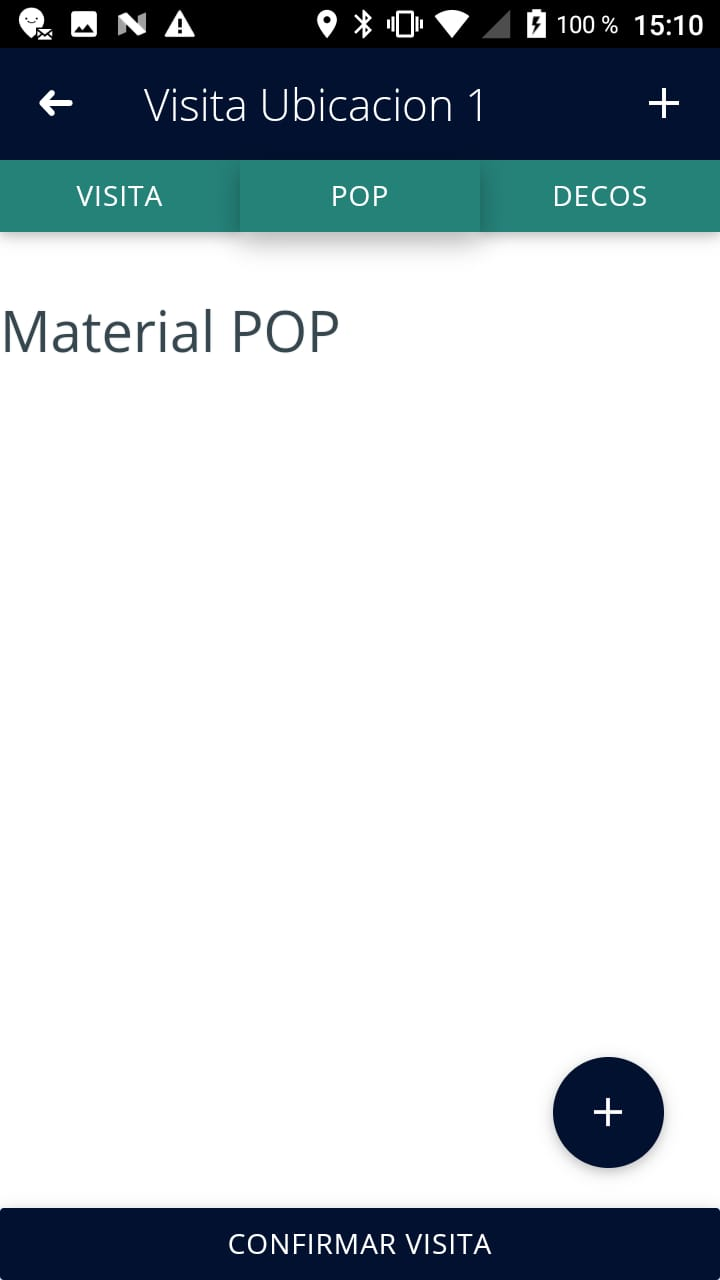 100 % 15:10
Visita Ubicacion 1
VISITA POP DECOS
Material POP
CONFIRMAR VISITA